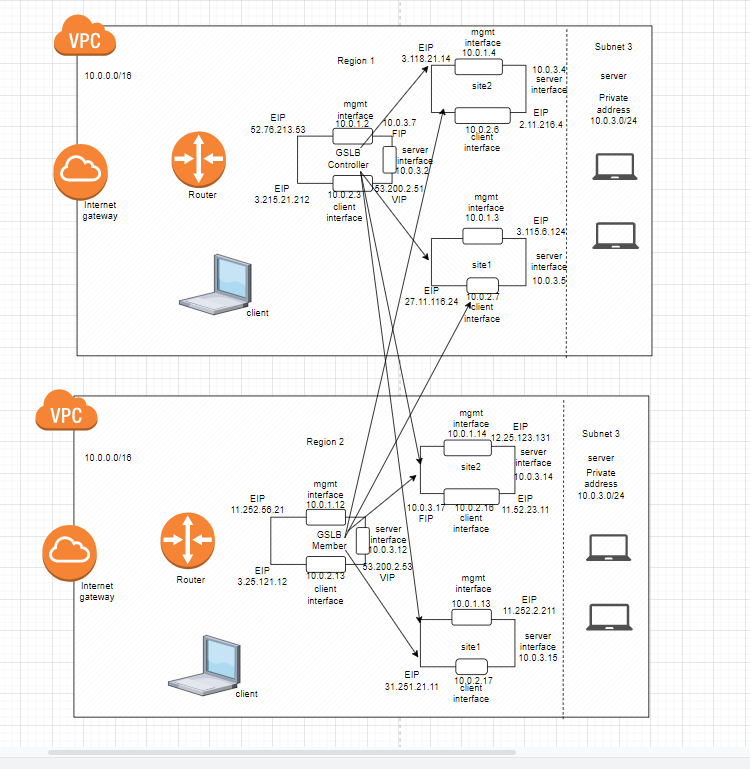 VPC
10.0.0.0/16
Region 1
Internet
gateway
Router
client
EIP
52.76.213.53
EIP
3.215.21.212
mgmt
interface
10.0.1.2
10.0.3.7
FIP
GSLB
Controller
server
interface
10.0.3.2
53.200.2.51
VIP
10.0.2.3
client
interface
EIP
3.118.21.14
mgmt
interface
10.0.1.4
site2
10.0.3.4
server
interface
EIP
2.11.216.4
10.0.2.6
client
interface
mgmt
interface
10.0.1.3
EIP
3.115.6.124
site1
server
interface
10.0.3.5
EIP
27.11.116.24
10.0.2.7
client
interface
Subnet 3
server
Private
address
10.0.3.0/24
VPC
10.0.0.0/16
Region 2
Internet
gateway
Router
client
EIP
11.252.56.21
EIP
3.25.121.12
mgmt
interface
10.0.1.12
GSLB
Member
server
interface
10.0.3.12
53.200.2.53
VIP
10.0.2.13
client
interface
mgmt
interface
10.0.1.14
EIP
12.25.123.131
site2
server
interface
10.0.3.14
10.0.3.17
FIP
10.0.2.16
client
interface
EIP
11.52.23.11
mgmt
interface
10.0.1.13
EIP
11.252.2.211
site1
server
interface
10.0.3.15
EIP
31.251.21.11
10.0.2.17
client
interface
Subnet 3
server
Private
address
10.0.3.0/24